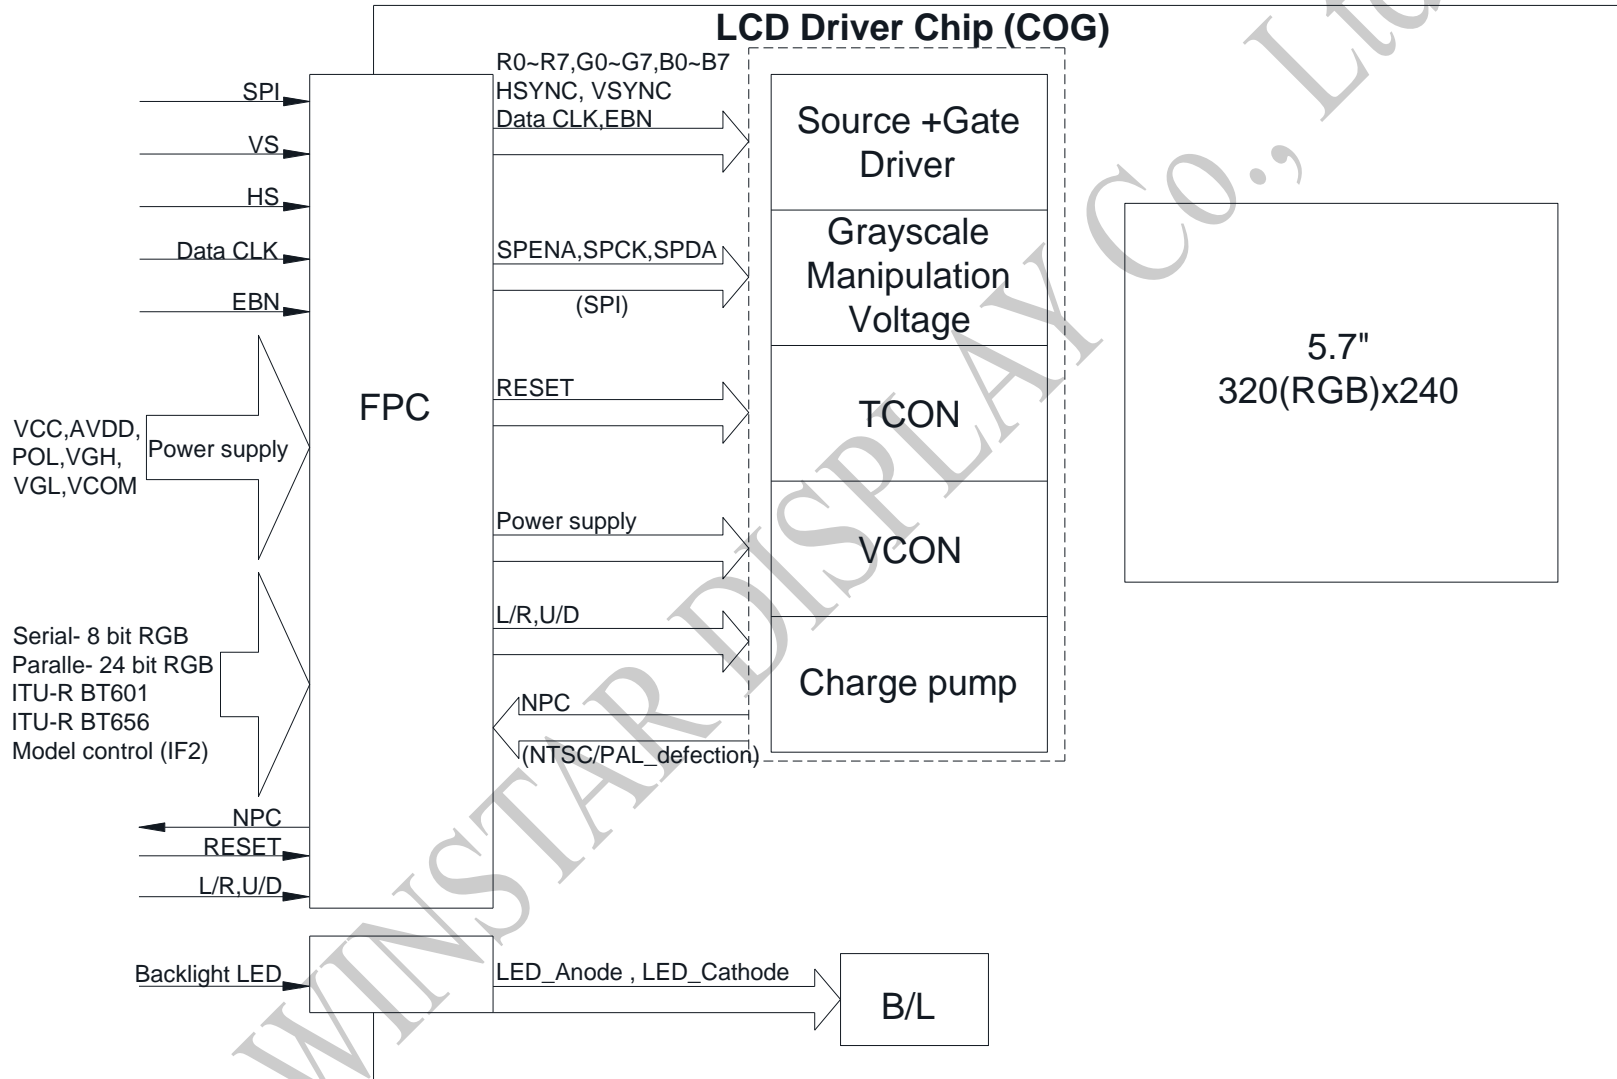 LCD Driver Chip (COG)
R0~R7,G0~G7,B0~B7
HSYNC, VSYNC
Data CLK,EBN
SPI
VS
HS
Data CLK
EBN
VCC,AVDD,
POL,VGH,
VGL,VCOM
Power supply
Serial- 8 bit RGB
Paralle- 24 bit RGB
ITU-R BT601
ITU-R BT656
Model control (IF2)
NPC
RESET
L/R,U/D
FPC
SPENA,SPCK,SPDA
(SPI)
RESET
Power supply
L/R,U/D
NPC
(NTSC/PAL_defection)
Source +Gate
Driver
Grayscale
Manipulation
Voltage
TCON
VCON
Charge pump
5.7"
320(RGB)x240
Backlight LED
LED_Anode , LED_Cathode
B/L
WINSTAR DISPLAY Co., Ltd